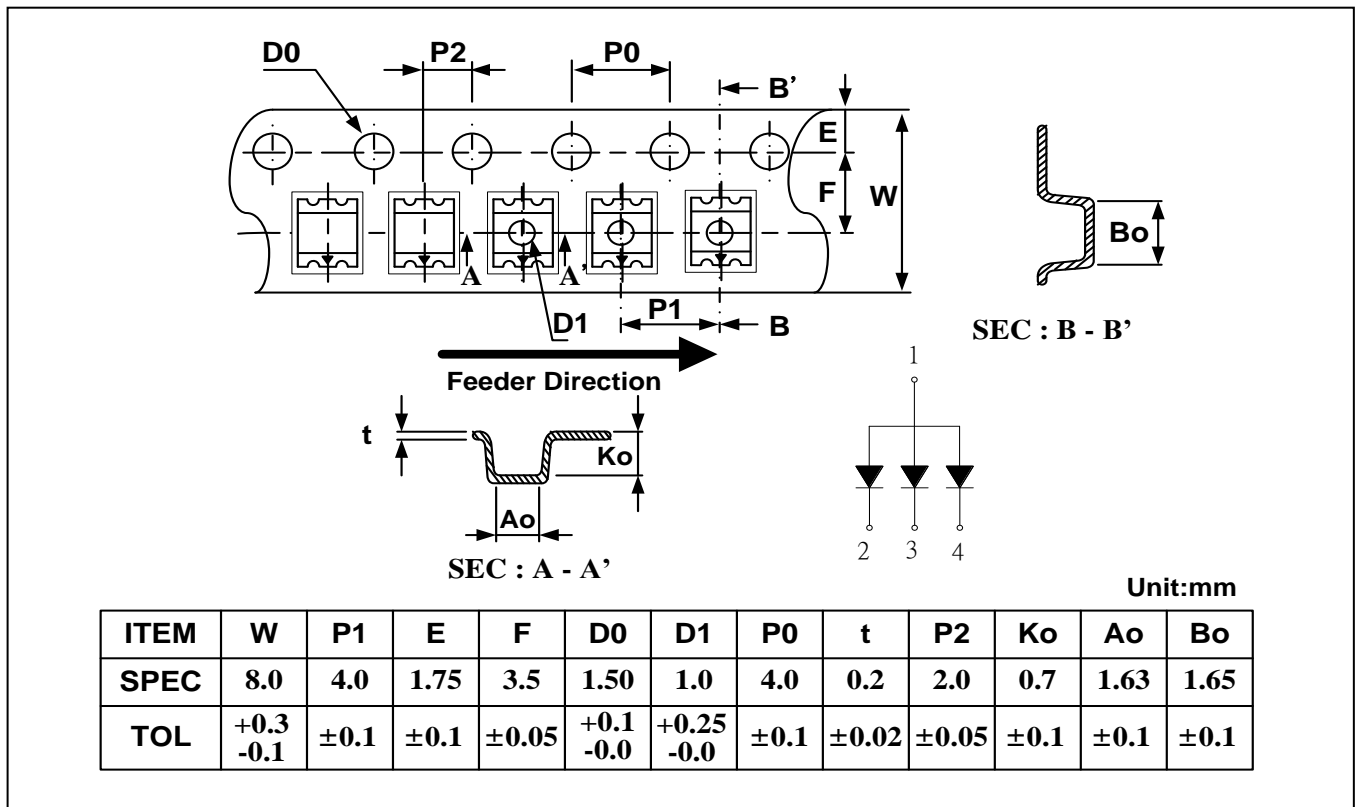 D0
P2
P0
B'
E
F
W
A
A'
D1
P1
B
Feeder Direction
Bo
SEC : B - B'
t
Ko
Ao
SEC : A - A'
1
2 3 4
Unit:mm
ITEM W P1 E F D0 D1 P0 t P2 Ko Ao Bo
SPEC 8.0 4.0 1.75 3.5 1.50 1.0 4.0 0.2 2.0 0.7 1.63 1.65
TOL +0.3 -0.1 ±0.1 ±0.1 ±0.05 +0.1 -0.0 +0.25 -0.0 ±0.1 ±0.02 ±0.05 ±0.1 ±0.1 ±0.1